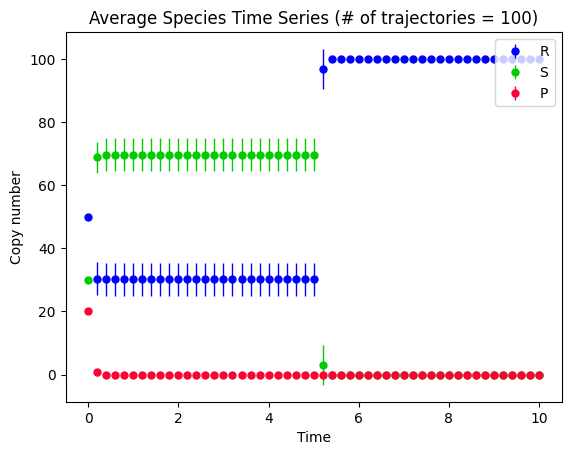 Average Species Time Series (# of trajectories = 100)
R
S
P
Copy number
100
80
60
40
20
0
0 2 4 6 8 10
Time